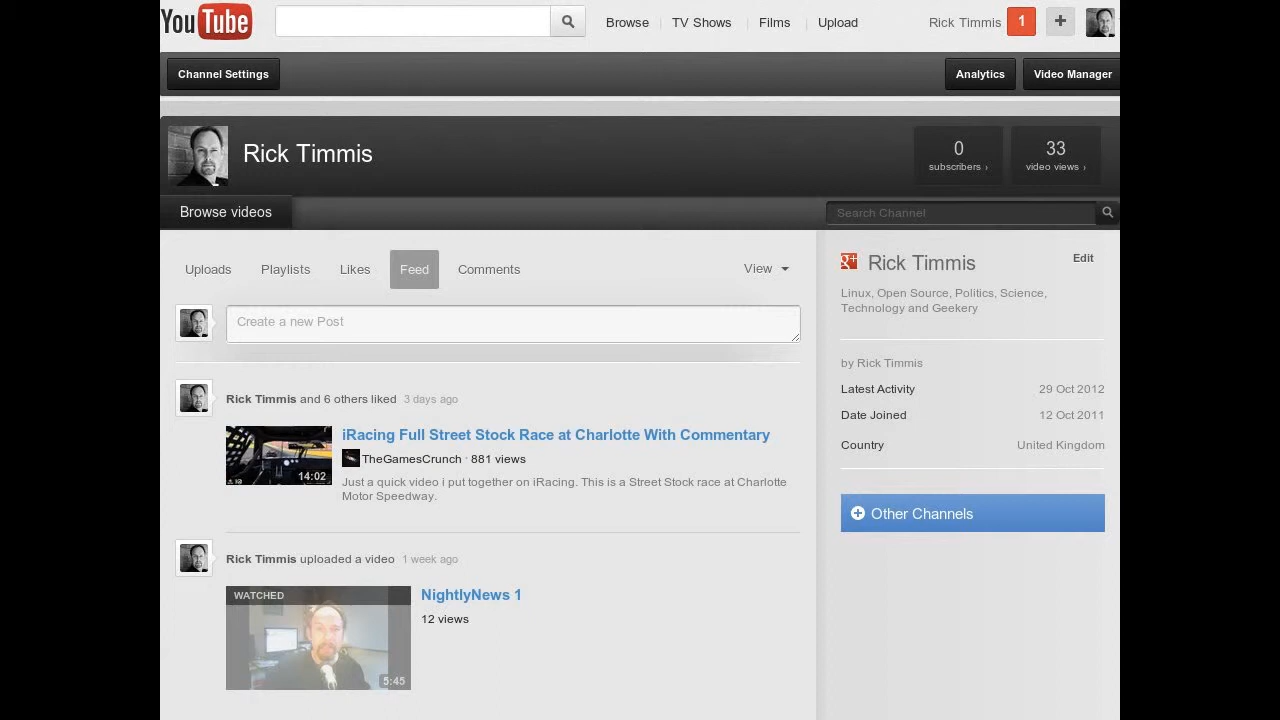 YouTube
Browse TV Shows Films Upload Rick Timmis 1
Channel Settings Analytics Video Manager
Rick Timmis
0 subscribers ›
33 video views ›
Browse videos Search Channel
Uploads Playlists Likes Feed Comments View
Create a new Post
Rick Timmis and 6 others liked 3 days ago
iRacing Full Street Stock Race at Charlotte With Commentary
TheGamesCrunch · 881 views
Just a quick video i put together on iRacing. This is a Street Stock race at Charlotte
Motor Speedway.
14:02
Rick Timmis uploaded a video 1 week ago
WATCHED
NightlyNews 1
12 views
5:45
g+ Rick Timmis Edit
Linux, Open Source, Politics, Science,
Technology and Geekery
by Rick Timmis
Latest Activity 29 Oct 2012
Date Joined 12 Oct 2011
Country United Kingdom
Other Channels